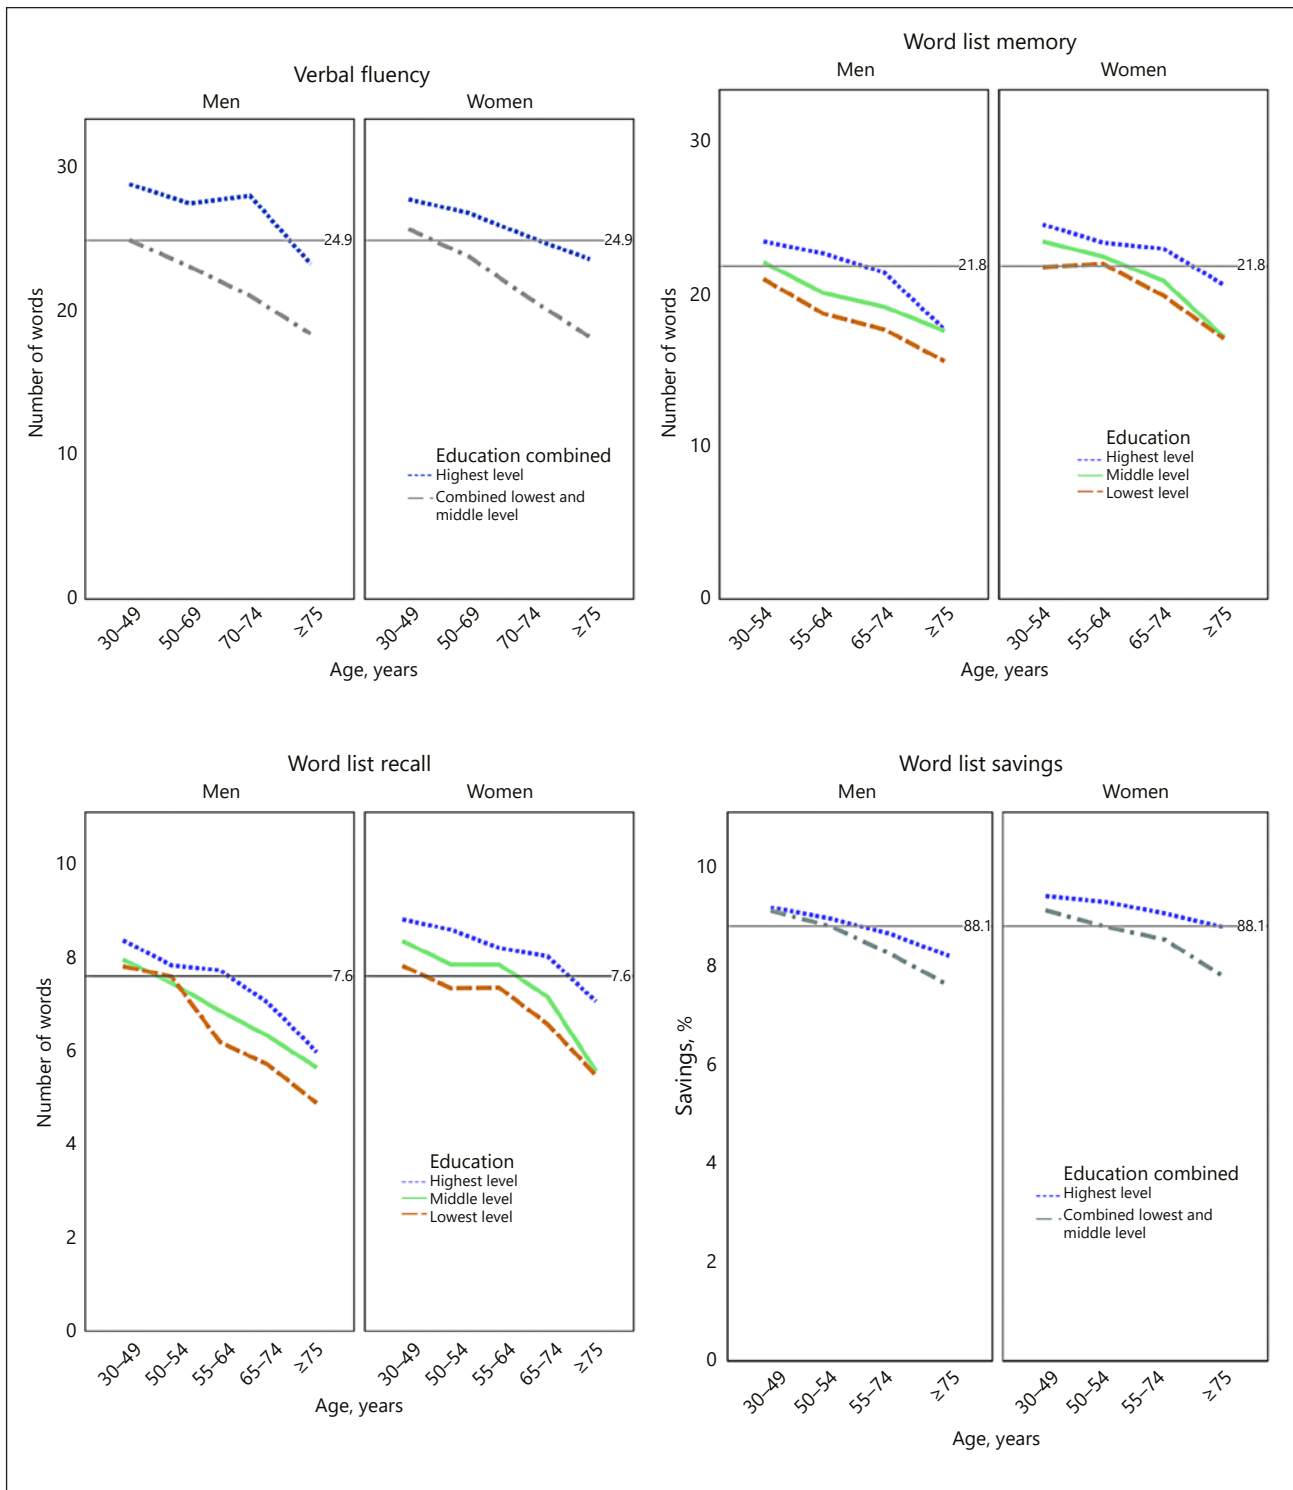 Verbal fluency
Men
Women
Number of words
30
20
10
0
24.9
24.9
Education combined
Highest level
Combined lowest and
middle level
30–49
50–69
70–74
≥75
30–49
50–69
70–74
≥75
Age, years
Word list memory
Men
Women
Number of words
30
20
10
0
21.8
21.8
Education
Highest level
Middle level
Lowest level
30–54
55–64
65–74
≥75
30–54
55–64
65–74
≥75
Age, years
Word list recall
Men
Women
Number of words
10
8
6
4
2
0
7.6
7.6
Education
Highest level
Middle level
Lowest level
30–49
50–54
55–64
65–74
≥75
30–49
50–54
55–64
65–74
≥75
Age, years
Word list savings
Men
Women
Savings, %
10
8
6
4
2
0
88.1
88.1
Education combined
Highest level
Combined lowest and
middle level
30–49
50–54
55–74
≥75
30–49
50–54
55–74
≥75
Age, years